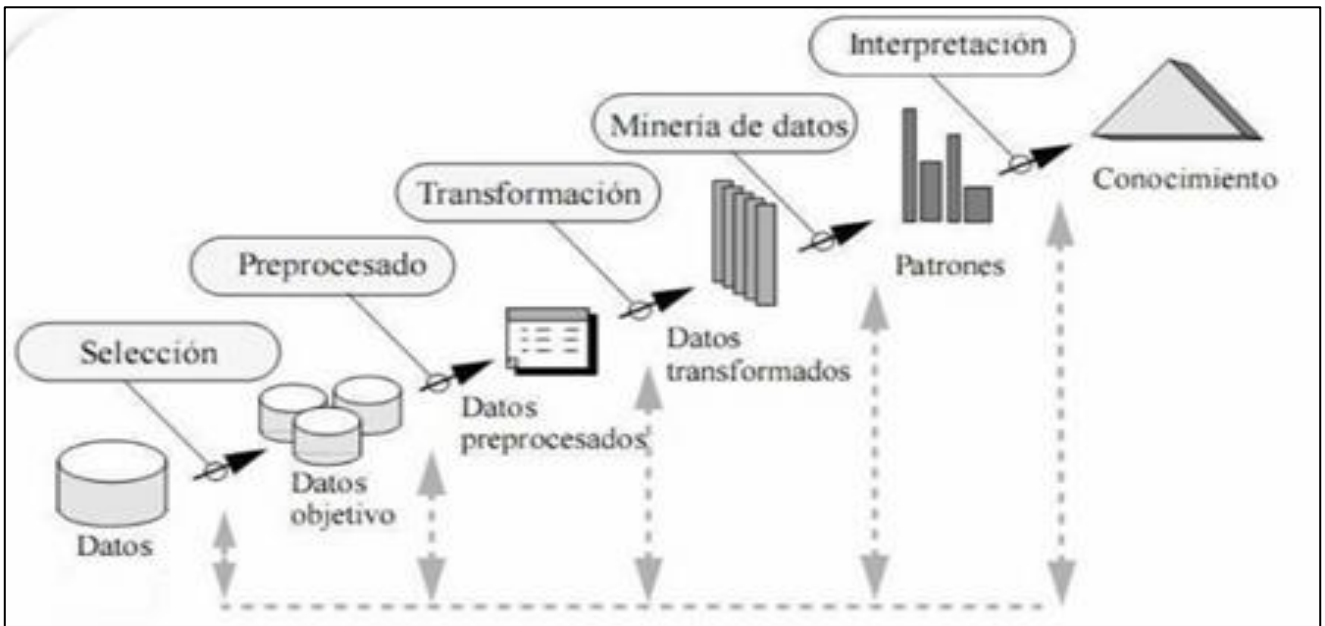 Interpretación
Minería de datos
Conocimiento
Transformación
Patrones
Preprocesado
Datos
transformados
Selección
Datos
preprocesados
Datos
objetivo
Datos